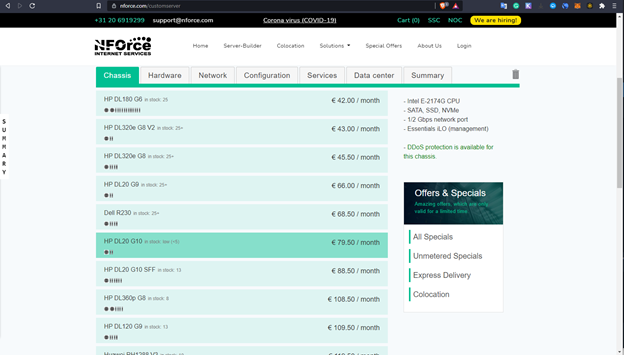 nforce.com/customserver
+31 20 6919299 support@nforce.com Corona virus (COVID-19) Cart (0) SSC NOC We are hiring!
NFOrce
INTERNET SERVICES
Home Server-Builder Colocation Solutions Special Offers About Us Login
Chassis Hardware Network Configuration Services Data center Summary
SUMMARY
HP DL180 G6 in stock: 25 € 42.00 / month
HP DL320e G8 V2 in stock: 25+ € 43.00 / month
HP DL320e G8 in stock: 25+ € 45.50 / month
HP DL20 G9 in stock: 25+ € 66.00 / month
Dell R230 in stock: 25+ € 68.50 / month
HP DL20 G10 in stock: low (<5) € 79.50 / month
HP DL20 G10 SFF in stock: 13 € 88.50 / month
HP DL360p G8 in stock: 8 € 108.50 / month
HP DL120 G9 in stock: 13 € 109.50 / month
- Intel E-2174G CPU
- SATA, SSD, NVMe
- 1/2 Gbps network port
- Essentials iLO (management)
- DDoS protection is available for
this chassis.
Offers & Specials
Amazing offers, which are only
valid for a limited time.
All Specials
Unmetered Specials
Express Delivery
Colocation